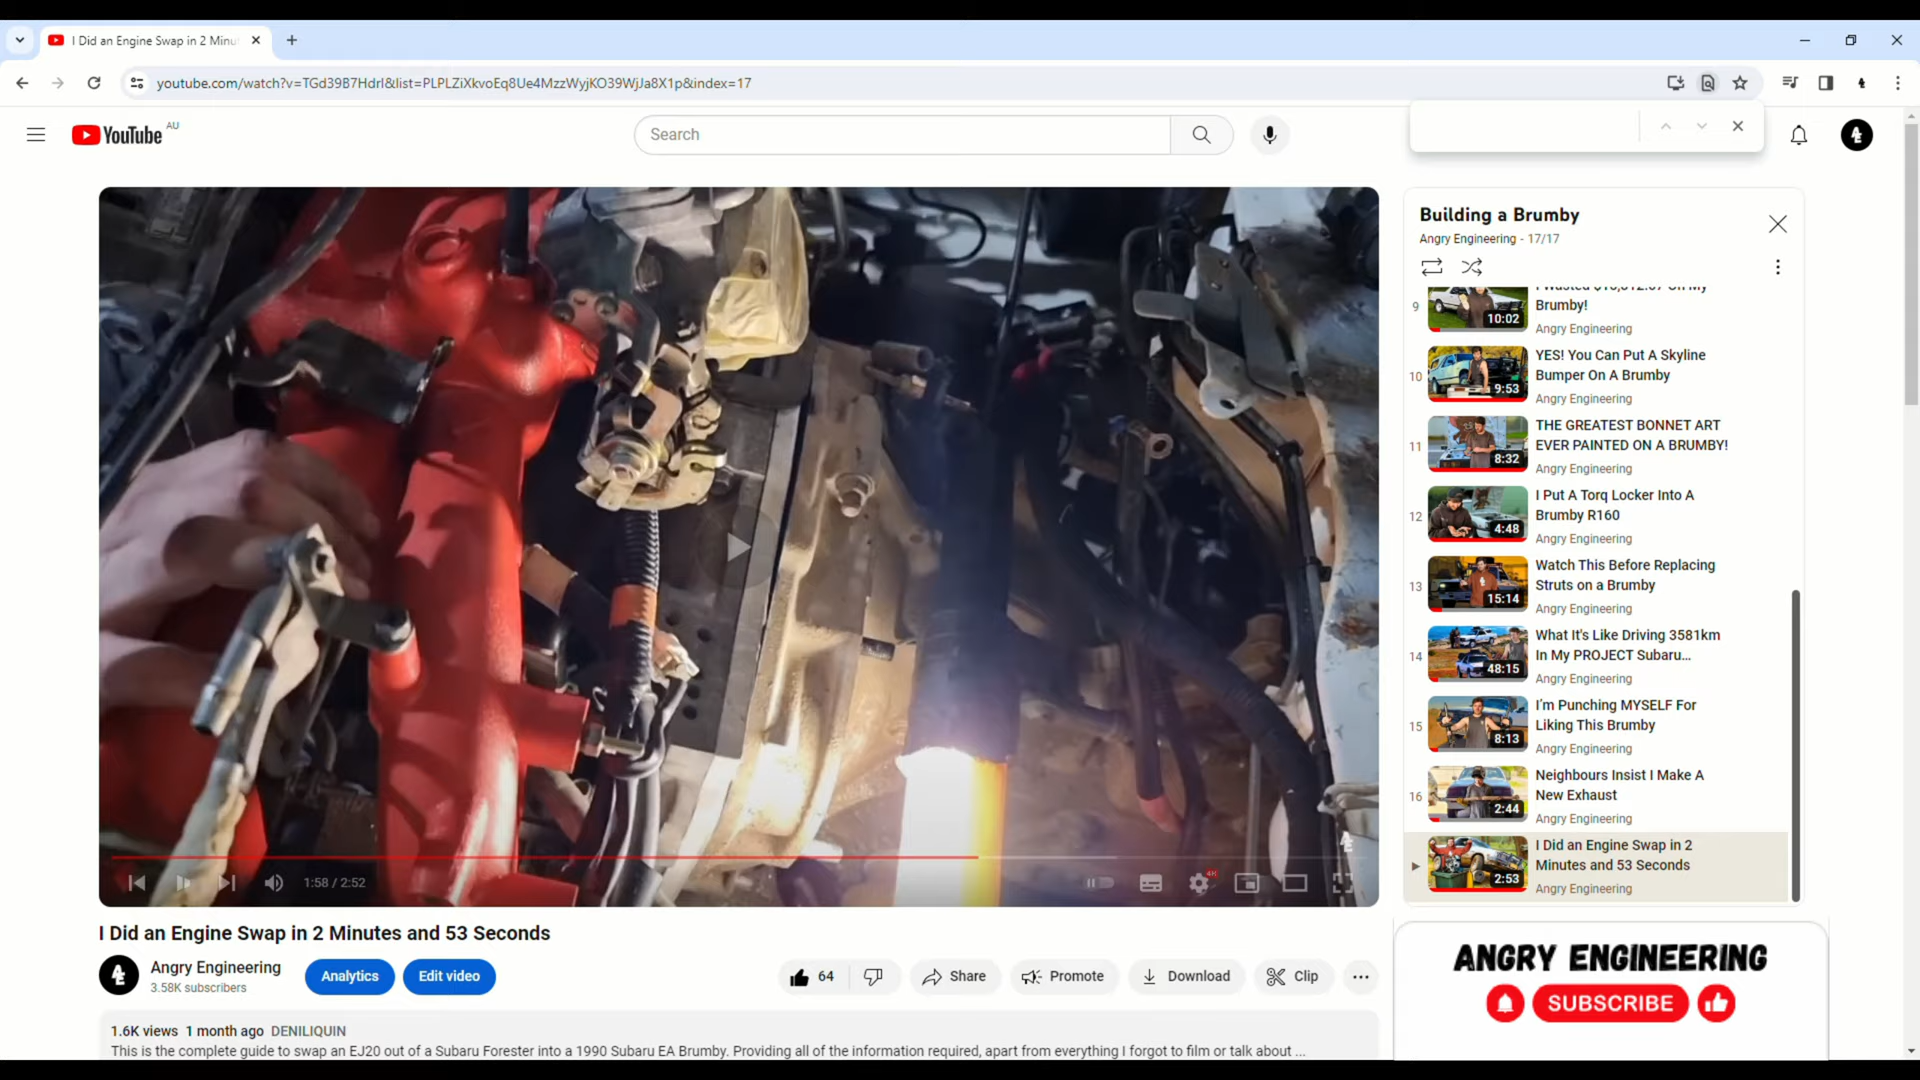 I Did an Engine Swap in 2 Minu
youtube.com/watch?v=TGd39B7HdrI&list=PLPLZiXkvoEq8Ue4MzzWyjKO39WjJa8X1p&index=17
YouTube AU
Search
Building a Brumby
Angry Engineering - 17/17
9
Brumby!
10:02
Angry Engineering
10
YES! You Can Put A Skyline
Bumper On A Brumby
9:53
Angry Engineering
11
THE GREATEST BONNET ART
EVER PAINTED ON A BRUMBY!
8:32
Angry Engineering
12
I Put A Torq Locker Into A
Brumby R160
4:48
Angry Engineering
13
Watch This Before Replacing
Struts on a Brumby
15:14
Angry Engineering
14
What It's Like Driving 3581km
In My PROJECT Subaru...
48:15
Angry Engineering
15
I'm Punching MYSELF For
Liking This Brumby
8:13
Angry Engineering
16
Neighbours Insist I Make A
New Exhaust
2:44
Angry Engineering
I Did an Engine Swap in 2
Minutes and 53 Seconds
2:53
Angry Engineering
1:58 / 2:52
4K
I Did an Engine Swap in 2 Minutes and 53 Seconds
Angry Engineering
3.58K subscribers
Analytics
Edit video
64
Share
Promote
Download
Clip
1.6K views 1 month ago DENILIQUIN
This is the complete guide to swap an EJ20 out of a Subaru Forester into a 1990 Subaru EA Brumby. Providing all of the information required, apart from everything I forgot to film or talk about ...
ANGRY ENGINEERING
SUBSCRIBE